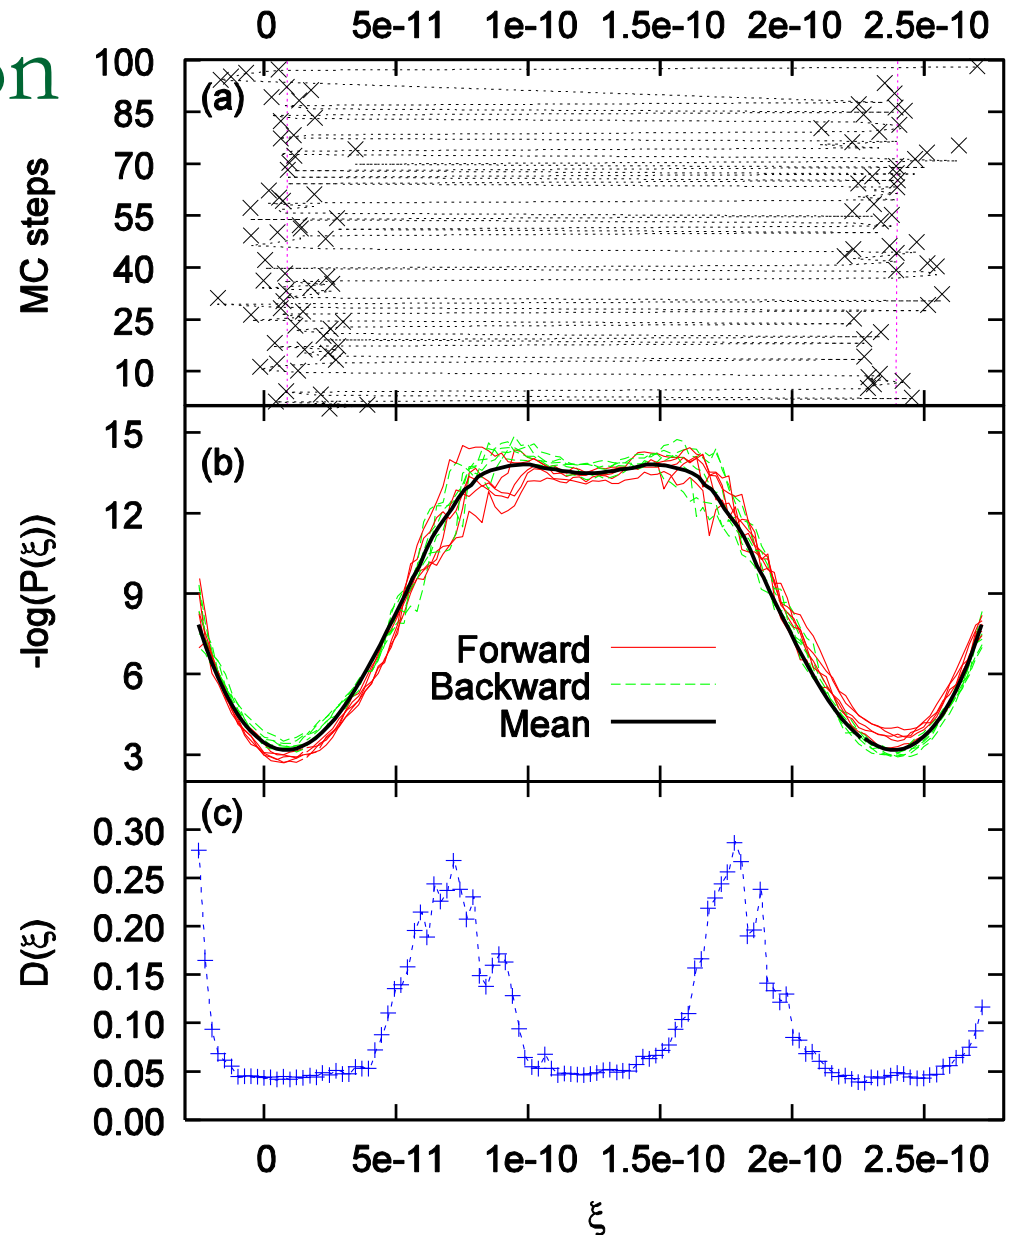 on
0 5e-11 1e-10 1.5e-10 2e-10 2.5e-10
MC steps
100
85
70
55
40
25
10
(a)
-log(P(ξ))
15
12
9
6
3
(b)
Forward
Backward
Mean
D(ξ)
0.30
0.25
0.20
0.15
0.10
0.05
0.00
(c)
0 5e-11 1e-10 1.5e-10 2e-10 2.5e-10
ξ